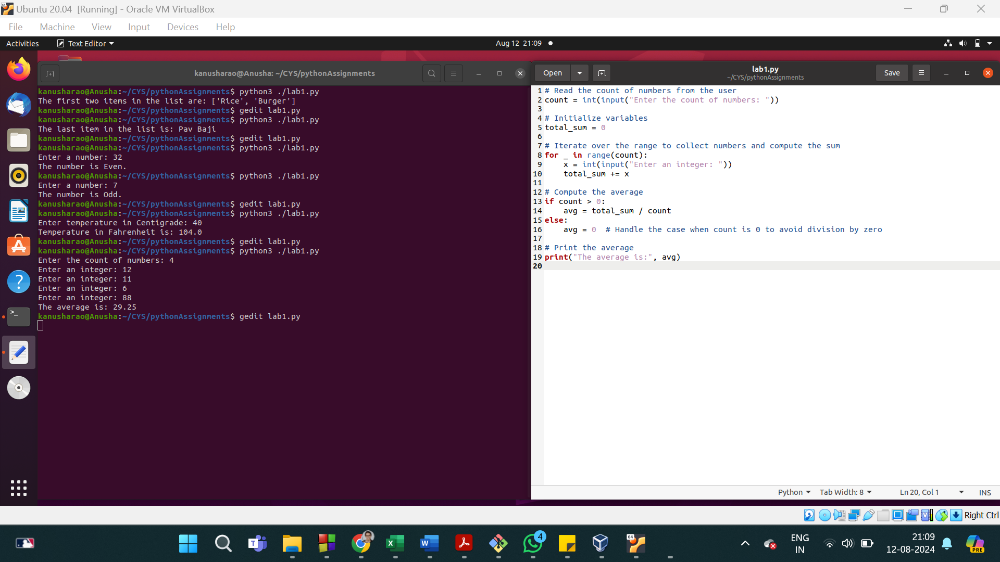 Ubuntu 20.04 [Running] - Oracle VM VirtualBox
File Machine View Input Devices Help
Activities Text Editor Aug 12 21:09
kanusharao@Anusha: ~/CYS/pythonAssignments
kanusharao@Anusha:~/CYS/pythonAssignments$ python3 ./lab1.py
The first two items in the list are: ['Rice', 'Burger']
kanusharao@Anusha:~/CYS/pythonAssignments$ gedit lab1.py
kanusharao@Anusha:~/CYS/pythonAssignments$ python3 ./lab1.py
The last item in the list is: Pav Baji
kanusharao@Anusha:~/CYS/pythonAssignments$ gedit lab1.py
kanusharao@Anusha:~/CYS/pythonAssignments$ python3 ./lab1.py
Enter a number: 32
The number is Even.
kanusharao@Anusha:~/CYS/pythonAssignments$ python3 ./lab1.py
Enter a number: 7
The number is Odd.
kanusharao@Anusha:~/CYS/pythonAssignments$ gedit lab1.py
kanusharao@Anusha:~/CYS/pythonAssignments$ python3 ./lab1.py
Enter temperature in Centigrade: 40
Temperature in Fahrenheit is: 104.0
kanusharao@Anusha:~/CYS/pythonAssignments$ gedit lab1.py
kanusharao@Anusha:~/CYS/pythonAssignments$ python3 ./lab1.py
Enter the count of numbers: 4
Enter an integer: 12
Enter an integer: 11
Enter an integer: 6
Enter an integer: 88
The average is: 29.25
kanusharao@Anusha:~/CYS/pythonAssignments$ gedit lab1.py
Open lab1.py Save
~/CYS/pythonAssignments
1 # Read the count of numbers from the user
2 count = int(input("Enter the count of numbers: "))
3
4 # Initialize variables
5 total_sum = 0
6
7 # Iterate over the range to collect numbers and compute the sum
8 for _ in range(count):
9     x = int(input("Enter an integer: "))
10     total_sum += x
11
12 # Compute the average
13 if count > 0:
14     avg = total_sum / count
15 else:
16     avg = 0  # Handle the case when count is 0 to avoid division by zero
17
18 # Print the average
19 print("The average is:", avg)
20
Python Tab Width: 8 Ln 20, Col 1 INS
Right Ctrl
4
64
ENG
IN
21:09
12-08-2024
PRE